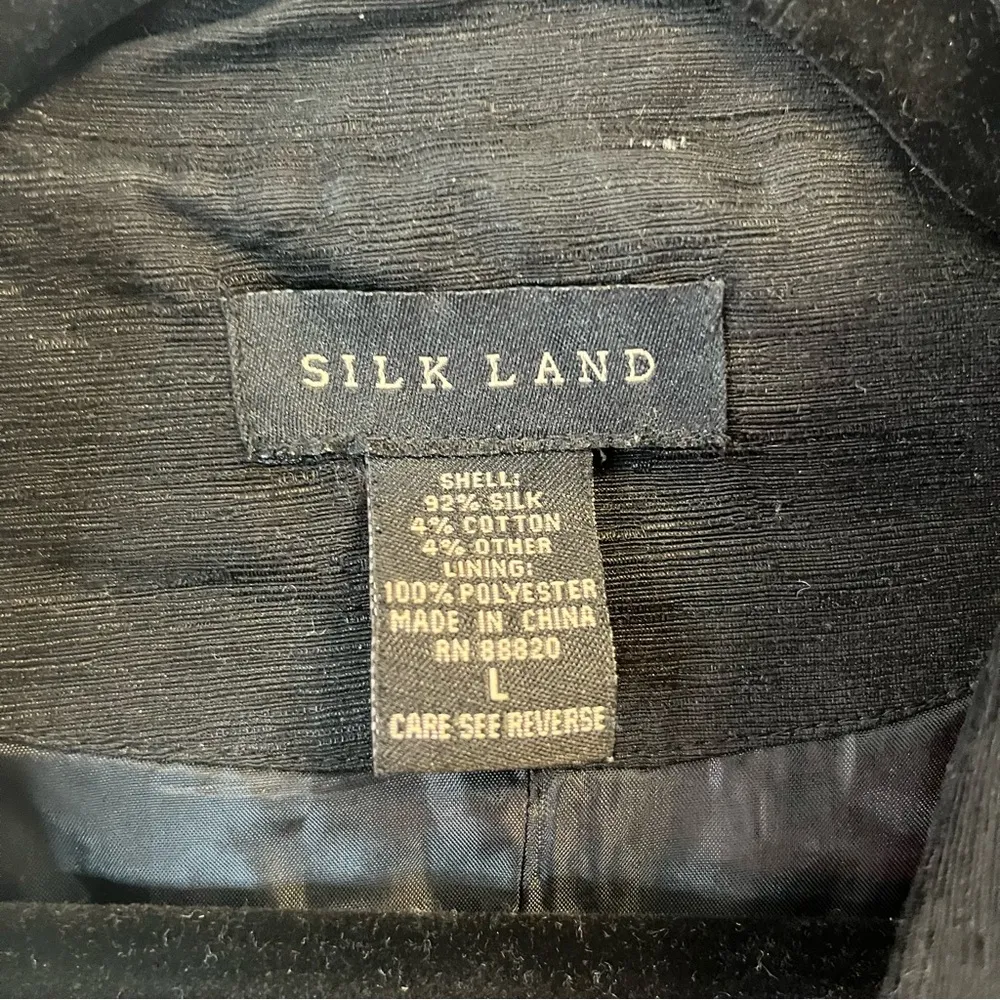 SILK LAND
SHELL:
92% SILK
4% COTTON
4% OTHER
LINING:
100% POLYESTER
MADE IN CHINA
RN 88820
L
CARE SEE REVERSE